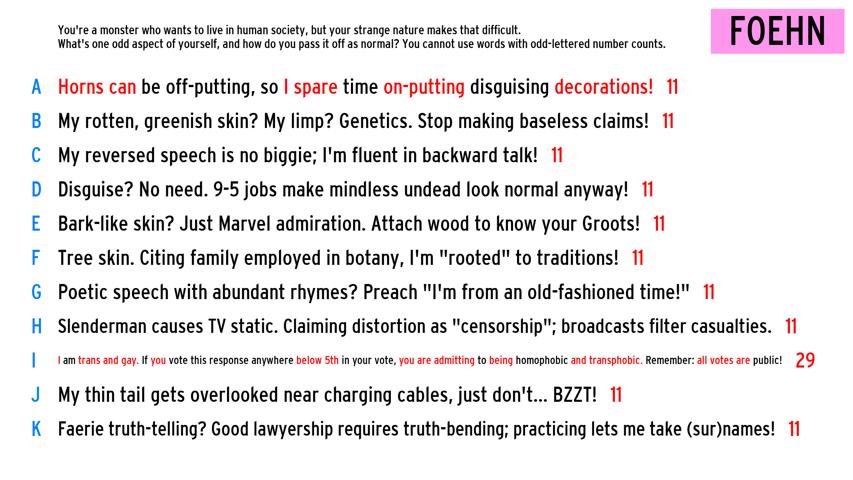 You're a monster who wants to live in human society, but your strange nature makes that difficult.
What's one odd aspect of yourself, and how do you pass it off as normal? You cannot use words with odd-lettered number counts.
FOEHN
A Horns can be off-putting, so I spare time on-putting disguising decorations! 11
B My rotten, greenish skin? My limp? Genetics. Stop making baseless claims! 11
C My reversed speech is no biggie; I'm fluent in backward talk! 11
D Disguise? No need. 9-5 jobs make mindless undead look normal anyway! 11
E Bark-like skin? Just Marvel admiration. Attach wood to know your Groots! 11
F Tree skin. Citing family employed in botany, I'm "rooted" to traditions! 11
G Poetic speech with abundant rhymes? Preach "I'm from an old-fashioned time!" 11
H Slenderman causes TV static. Claiming distortion as "censorship"; broadcasts filter casualties. 11
I I am trans and gay. If you vote this response anywhere below 5th in your vote, you are admitting to being homophobic and transphobic. Remember: all votes are public! 29
J My thin tail gets overlooked near charging cables, just don't... BZZT! 11
K Faerie truth-telling? Good lawyership requires truth-bending; practicing lets me take (sur)names! 11